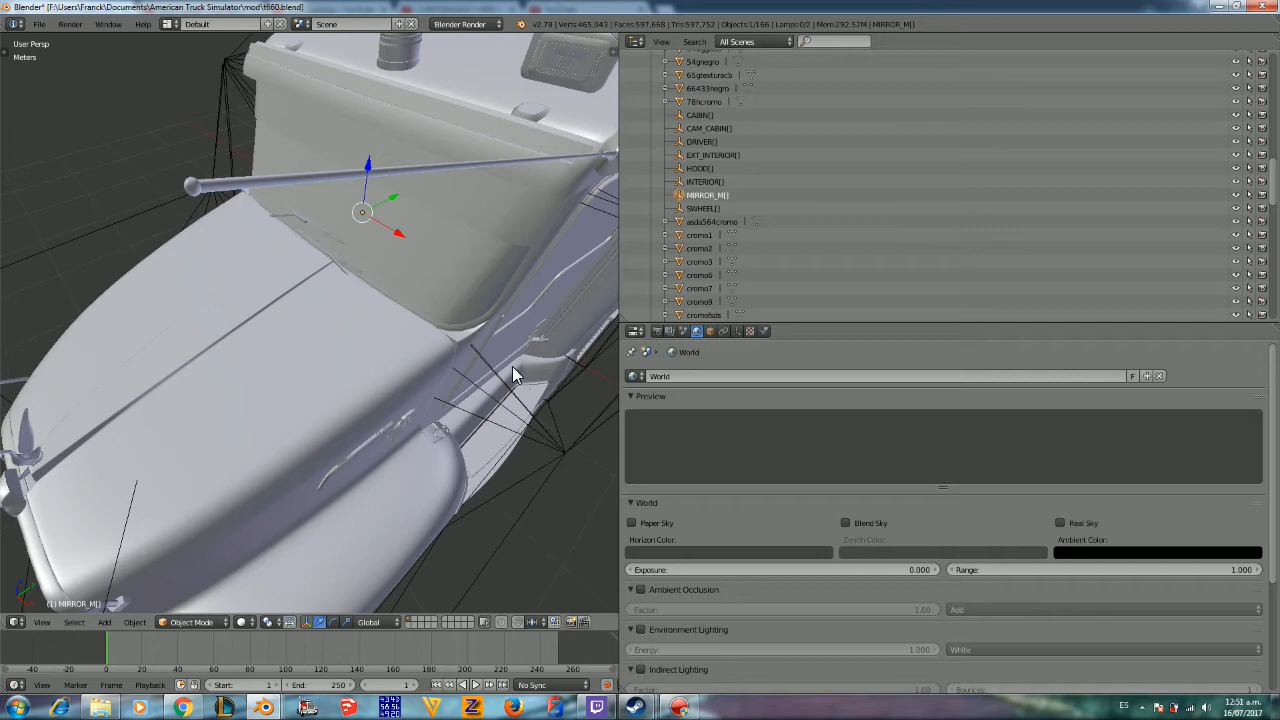 Blender* [F:\Users\Franck\Documents\American Truck Simulator\mod\t660.blend]
File Render Window Help Default Scene Blender Render v2.78 | Verts:465,043 | Faces:597,668 | Tris:597,752 | Objects:1/166 | Lamps:0/2 | Mem:292.52M | MIRROR_M[]
User Persp
Meters
View Search All Scenes
54gnegro
65gtexturacb
66433negro
78hcromo
CABIN[]
CAM_CABIN[]
DRIVER[]
EXT_INTERIOR[]
HOOD[]
INTERIOR[]
MIRROR_M[]
SWHEEL[]
asda564cromo
cromo1
cromo2
cromo3
cromo6
cromo7
cromo9
cromofsds
World
World F
Preview
World
Paper Sky Blend Sky Real Sky
Horizon Color: Zenith Color: Ambient Color:
Exposure: 0.000 Range: 1.000
Ambient Occlusion
Factor: 1.00 Add
Environment Lighting
Energy: 1.000 White
Indirect Lighting
Factor: 1.00 Bounces 1
(1) MIRROR_M[]
View Select Add Object Object Mode Global
-40 -20 0 20 40 60 80 100 120 140 160 180 200 220 240 260
View Marker Frame Playback Start: 1 End: 250 1 No Sync
ES 12:51 a.m.
16/07/2017